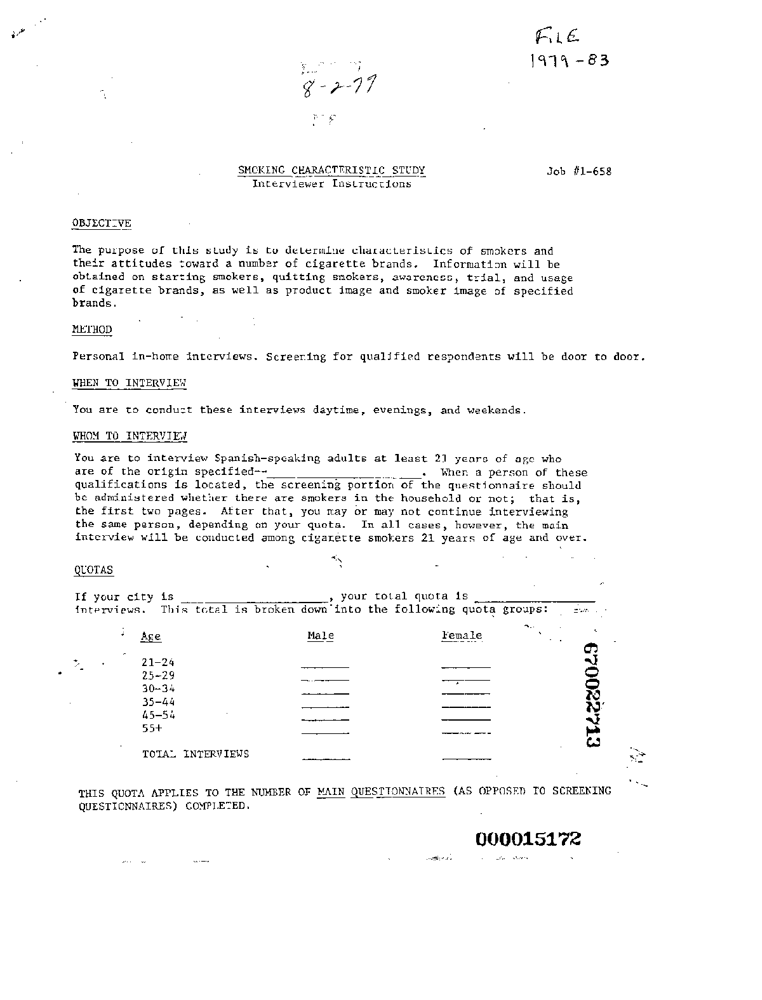 FILE
1979-83
8-2-79
SMOKING CHARACTERISTIC STUDY
Job #1-658
Interviewer Instructions
OBJECTIVE
The purpose of this study is to determine characteristics of smokers and
their attitudes toward a number of cigarette brands. Information will be
obtained on starting smokers, quitting smokers, awareness, trial, and usage
of cigarette brands, as well as product image and smoker image of specified
brands.
METHOD
Personal in-home interviews. Screening for qualified respondents will be door to door.
WHEN TO INTERVIEW
You are to conduct these interviews daytime, evenings, and weekends.
WHOM TO INTERVIEW
You are to interview Spanish-speaking adults at least 21 years of age who
are of the origin specified--____________________. When a person of these
qualifications is located, the screening portion of the questionnaire should
be administered whether there are smokers in the household or not; that is,
the first two pages. After that, you may or may not continue interviewing
the same person, depending on your quota. In all cases, however, the main
interview will be conducted among cigarette smokers 21 years of age and over.
QUOTAS
If your city is ____________________, your total quota is ________________
interviews. This total is broken down into the following quota groups:
Age Male Female
21-24
25-29
30-34
35-44
45-54
55+
TOTAL INTERVIEWS
670022713
THIS QUOTA APPLIES TO THE NUMBER OF MAIN QUESTIONNAIRES (AS OPPOSED TO SCREENING
QUESTIONNAIRES) COMPLETED.
000015172